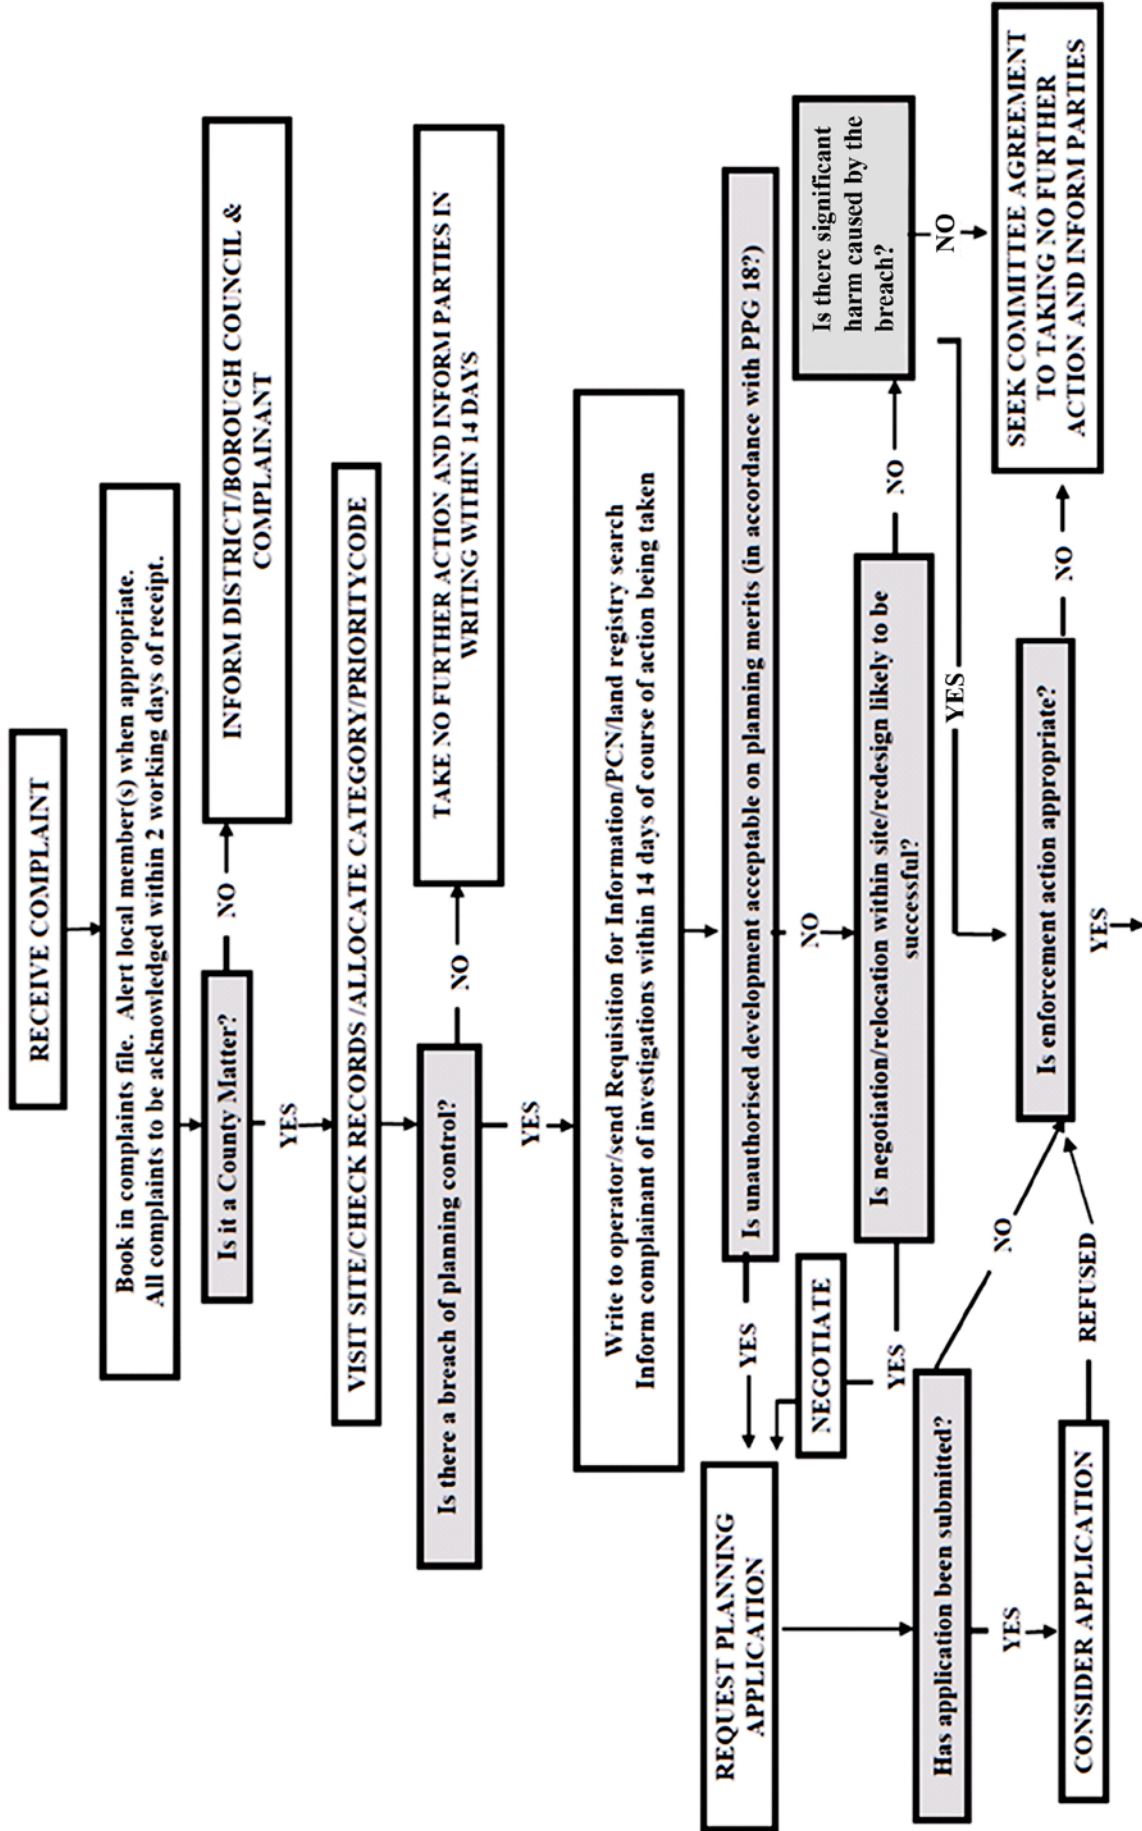 RECEIVE COMPLAINT
Book in complaints file.  Alert local member(s) when appropriate.
All complaints to be acknowledged within 2 working days of receipt.
Is it a County Matter?
NO
INFORM DISTRICT/BOROUGH COUNCIL &
COMPLAINANT
YES
VISIT SITE/CHECK RECORDS /ALLOCATE CATEGORY/PRIORITYCODE
Is there a breach of planning control?
NO
TAKE NO FURTHER ACTION AND INFORM PARTIES IN
WRITING WITHIN 14 DAYS
YES
Write to operator/send Requisition for Information/PCN/land registry search
Inform complainant of investigations within 14 days of course of action being taken
Is unauthorised development acceptable on planning merits (in accordance with PPG 18?)
YES
NO
REQUEST PLANNING
APPLICATION
NEGOTIATE
YES
Is negotiation/relocation within site/redesign likely to be
successful?
NO
Is there significant
harm caused by the
breach?
NO
YES
Has application been submitted?
NO
YES
CONSIDER APPLICATION
REFUSED
Is enforcement action appropriate?
NO
SEEK COMMITTEE AGREEMENT
TO TAKING NO FURTHER
ACTION AND INFORM PARTIES
YES